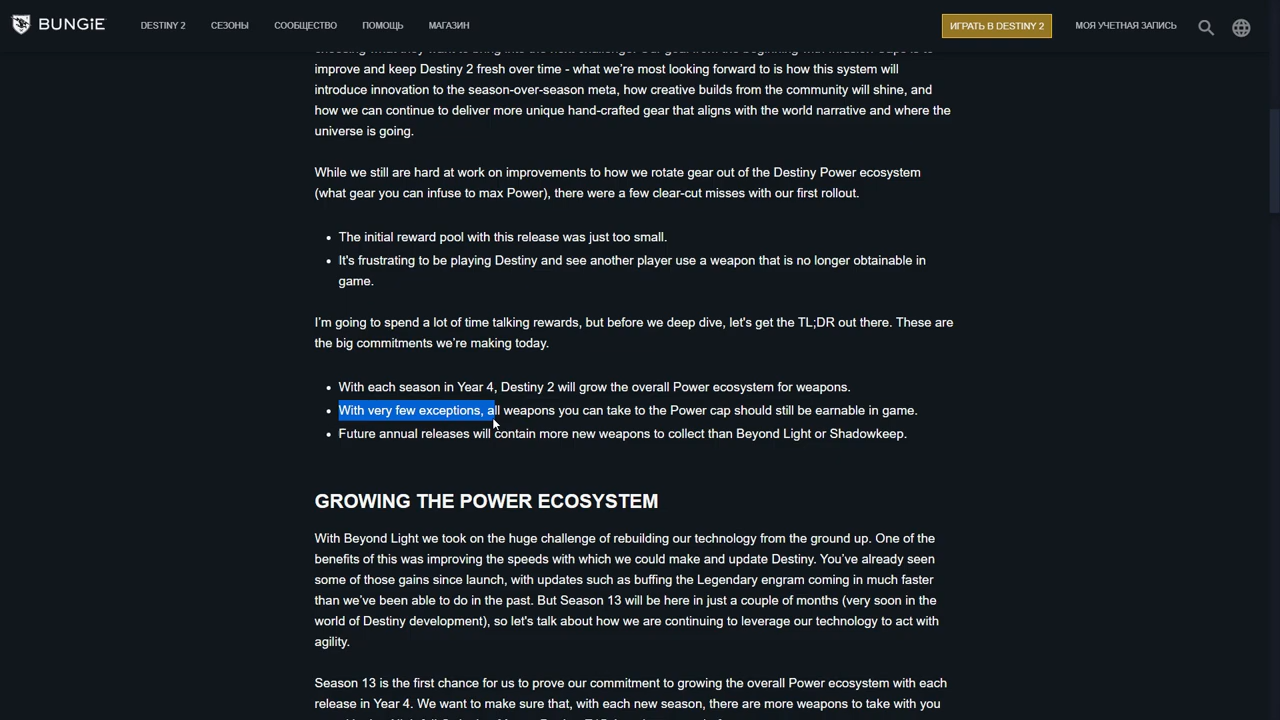 BUNGiE DESTINY 2 СЕЗОНЫ СООБЩЕСТВО ПОМОЩЬ МАГАЗИН ИГРАТЬ В DESTINY 2 МОЯ УЧЕТНАЯ ЗАПИСЬ
improve and keep Destiny 2 fresh over time - what we're most looking forward to is how this system will
introduce innovation to the season-over-season meta, how creative builds from the community will shine, and
how we can continue to deliver more unique hand-crafted gear that aligns with the world narrative and where the
universe is going.
While we still are hard at work on improvements to how we rotate gear out of the Destiny Power ecosystem
(what gear you can infuse to max Power), there were a few clear-cut misses with our first rollout.
• The initial reward pool with this release was just too small.
• It's frustrating to be playing Destiny and see another player use a weapon that is no longer obtainable in
game.
I'm going to spend a lot of time talking rewards, but before we deep dive, let's get the TL;DR out there. These are
the big commitments we're making today.
• With each season in Year 4, Destiny 2 will grow the overall Power ecosystem for weapons.
• With very few exceptions, all weapons you can take to the Power cap should still be earnable in game.
• Future annual releases will contain more new weapons to collect than Beyond Light or Shadowkeep.
GROWING THE POWER ECOSYSTEM
With Beyond Light we took on the huge challenge of rebuilding our technology from the ground up. One of the
benefits of this was improving the speeds with which we could make and update Destiny. You've already seen
some of those gains since launch, with updates such as buffing the Legendary engram coming in much faster
than we've been able to do in the past. But Season 13 will be here in just a couple of months (very soon in the
world of Destiny development), so let's talk about how we are continuing to leverage our technology to act with
agility.
Season 13 is the first chance for us to prove our commitment to growing the overall Power ecosystem with each
release in Year 4. We want to make sure that, with each new season, there are more weapons to take with you